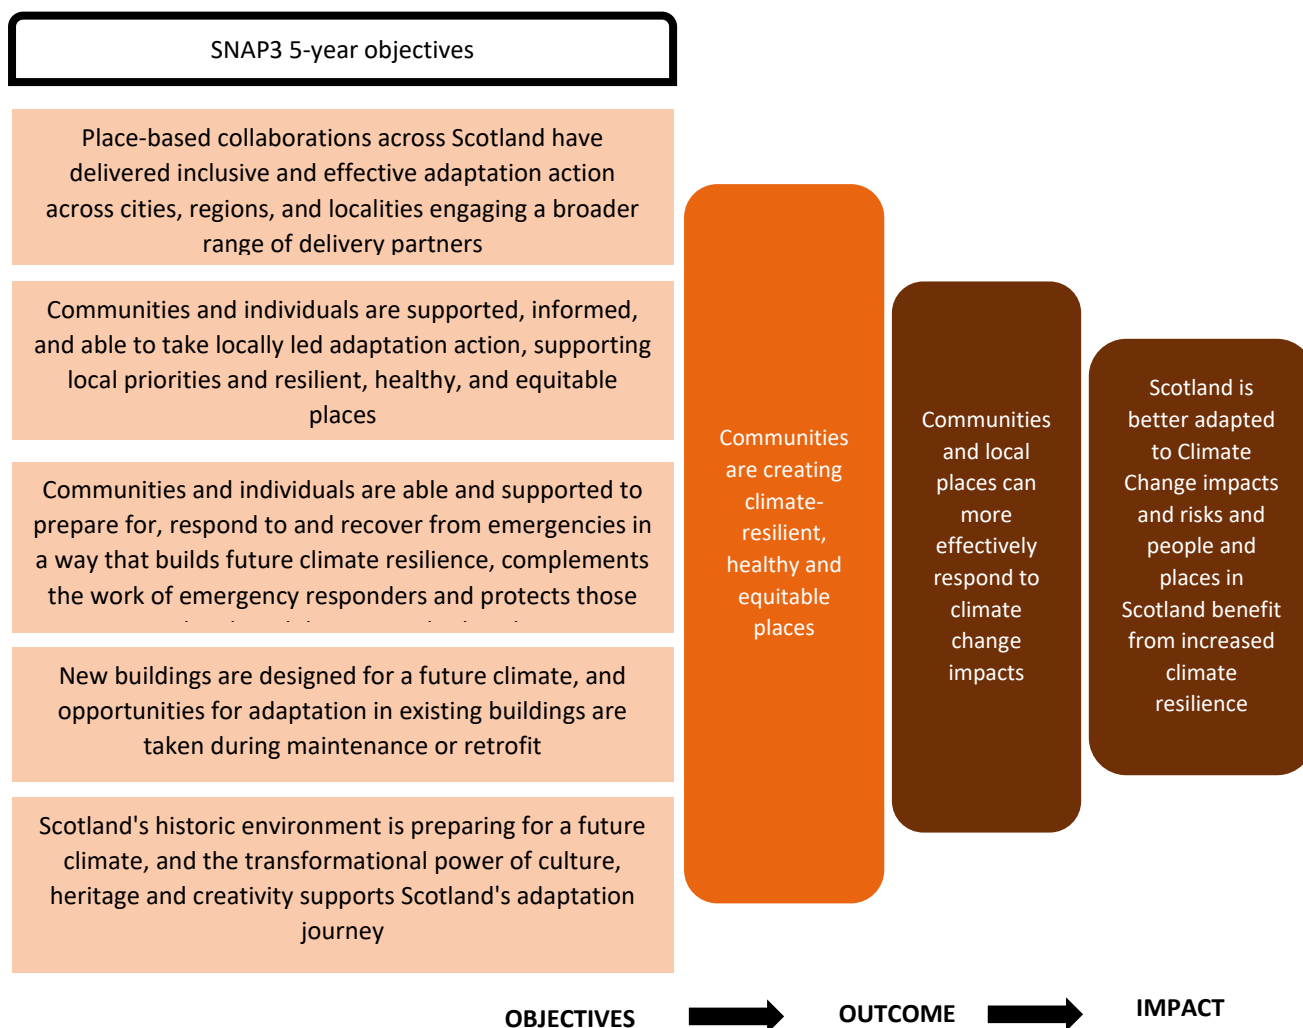 SNAP3 5-year objectives
Place-based collaborations across Scotland have
delivered inclusive and effective adaptation action
across cities, regions, and localities engaging a broader
range of delivery partners
Communities and individuals are supported, informed,
and able to take locally led adaptation action, supporting
local priorities and resilient, healthy, and equitable
places
Communities and individuals are able and supported to
prepare for, respond to and recover from emergencies in
a way that builds future climate resilience, complements
the work of emergency responders and protects those
New buildings are designed for a future climate, and
opportunities for adaptation in existing buildings are
taken during maintenance or retrofit
Scotland's historic environment is preparing for a future
climate, and the transformational power of culture,
heritage and creativity supports Scotland's adaptation
journey
Communities
are creating
climate-
resilient,
healthy and
equitable
places
Communities
and local
places can
more
effectively
respond to
climate
change
impacts
Scotland is
better adapted
to Climate
Change impacts
and risks and
people and
places in
Scotland benefit
from increased
climate
resilience
OBJECTIVES
OUTCOME
IMPACT